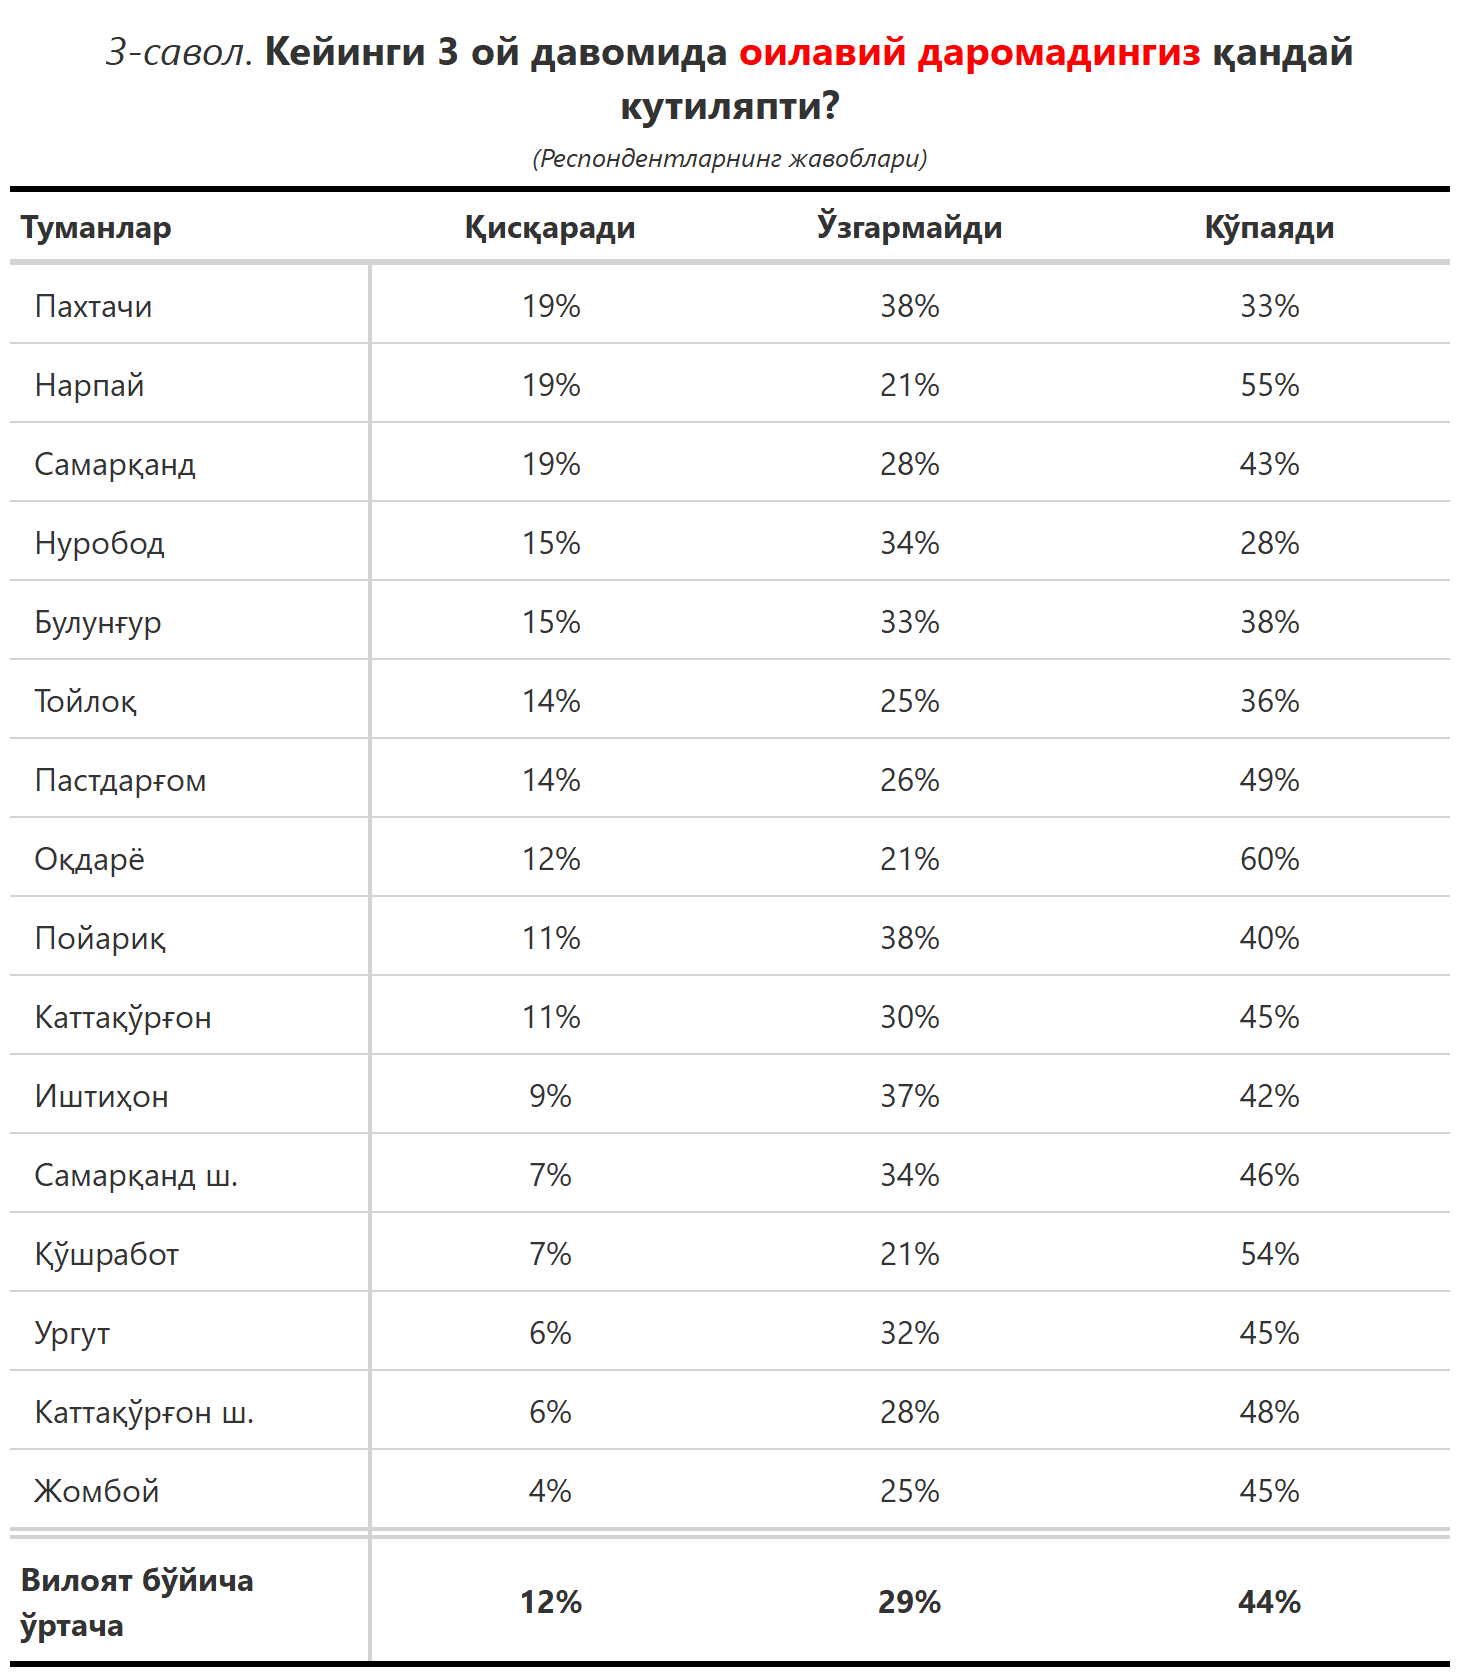 3-савол. Кейинги 3 ой давомида оилавий даромадингиз қандай
кутиляпти?
(Респондентларнинг жавоблари)
Туманлар Қисқаради Ўзгармайди Кўпаяди
Пахтачи 19% 38% 33%
Нарпай 19% 21% 55%
Самарқанд 19% 28% 43%
Нуробод 15% 34% 28%
Булунғур 15% 33% 38%
Тойлоқ 14% 25% 36%
Пастдарғом 14% 26% 49%
Оқдарё 12% 21% 60%
Пойариқ 11% 38% 40%
Каттақўрғон 11% 30% 45%
Иштиҳон 9% 37% 42%
Самарқанд ш. 7% 34% 46%
Қўшработ 7% 21% 54%
Ургут 6% 32% 45%
Каттақўрғон ш. 6% 28% 48%
Жомбой 4% 25% 45%
Вилоят бўйича
ўртача 12% 29% 44%